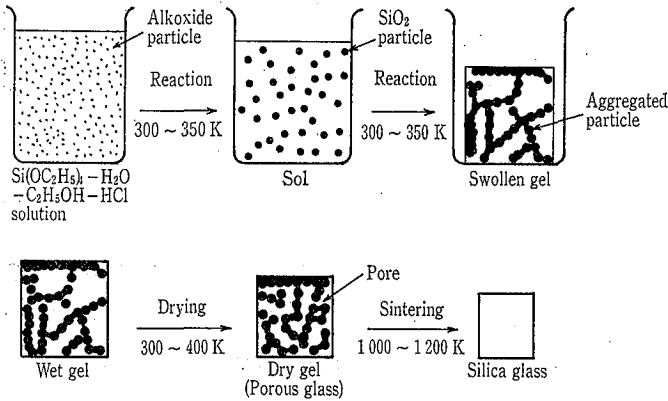 Alkoxide
particle
SiO₂
particle
Reaction
300 ~ 350 K
Reaction
300 ~ 350 K
Aggregated
particle
Si(OC₂H₅)₄ – H₂O
– C₂H₅OH – HCl
solution
Sol
Swollen gel
Drying
300 ~ 400 K
Pore
Sintering
1 000 ~ 1 200 K
Wet gel
Dry gel
(Porous glass)
Silica glass